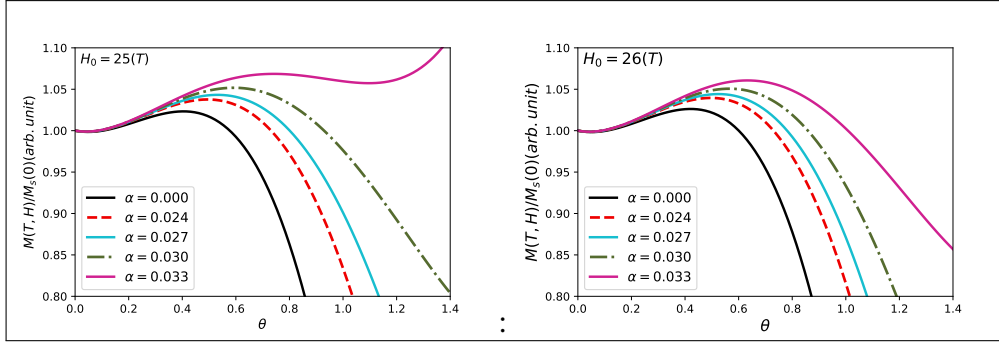 H₀ = 25(T)
M(T, H)/Mₛ(0)(arb. unit)
1.10
1.05
1.00
0.95
0.90
0.85
0.80
α = 0.000
α = 0.024
α = 0.027
α = 0.030
α = 0.033
0.0 0.2 0.4 0.6 0.8 1.0 1.2 1.4
θ
H₀ = 26(T)
M(T, H)/Mₛ(0)(arb. unit)
1.10
1.05
1.00
0.95
0.90
0.85
0.80
α = 0.000
α = 0.024
α = 0.027
α = 0.030
α = 0.033
0.0 0.2 0.4 0.6 0.8 1.0 1.2 1.4
θ
: